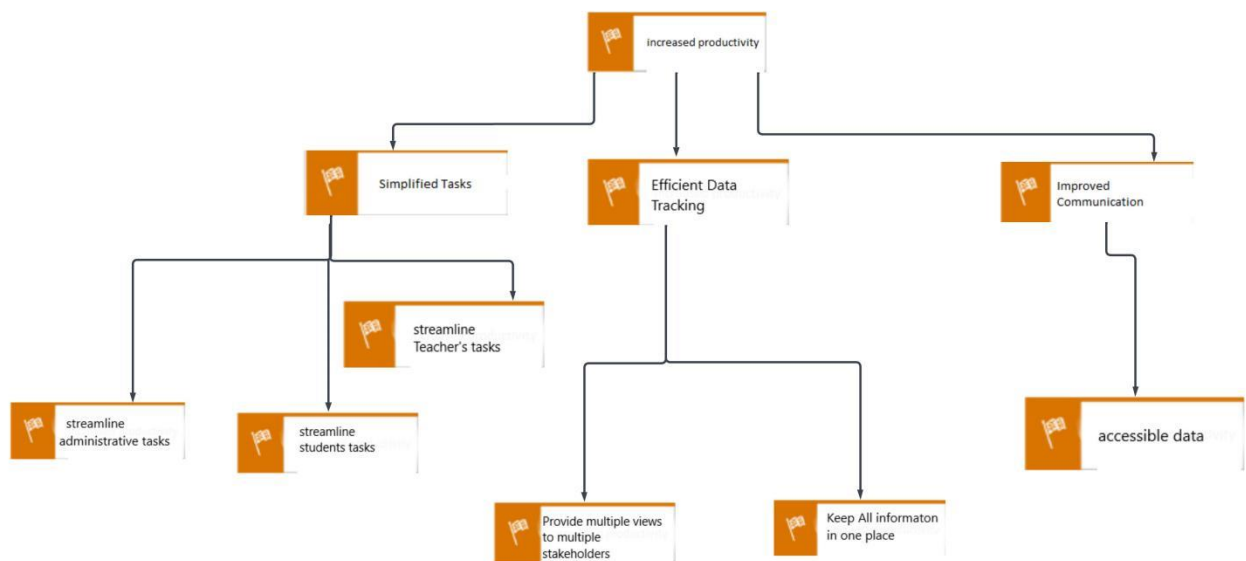 increased productivity
Simplified Tasks
Efficient Data
Tracking
Improved
Communication
streamline
Teacher's tasks
streamline
administrative tasks
streamline
students tasks
accessible data
Provide multiple views
to multiple
stakeholders
Keep All informaton
in one place